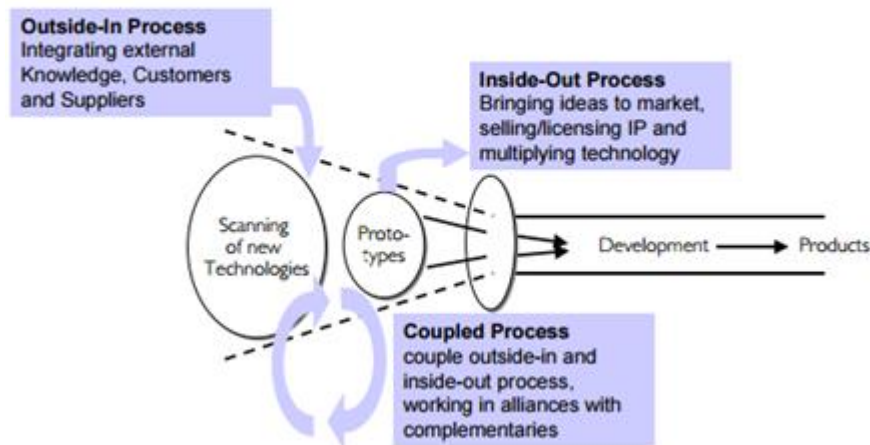 Outside-In Process
Integrating external
Knowledge, Customers
and Suppliers
Inside-Out Process
Bringing ideas to market,
selling/licensing IP and
multiplying technology
Scanning
of new
Technologies
Proto-
types
Development
Products
Coupled Process
couple outside-in and
inside-out process,
working in alliances with
complementaries